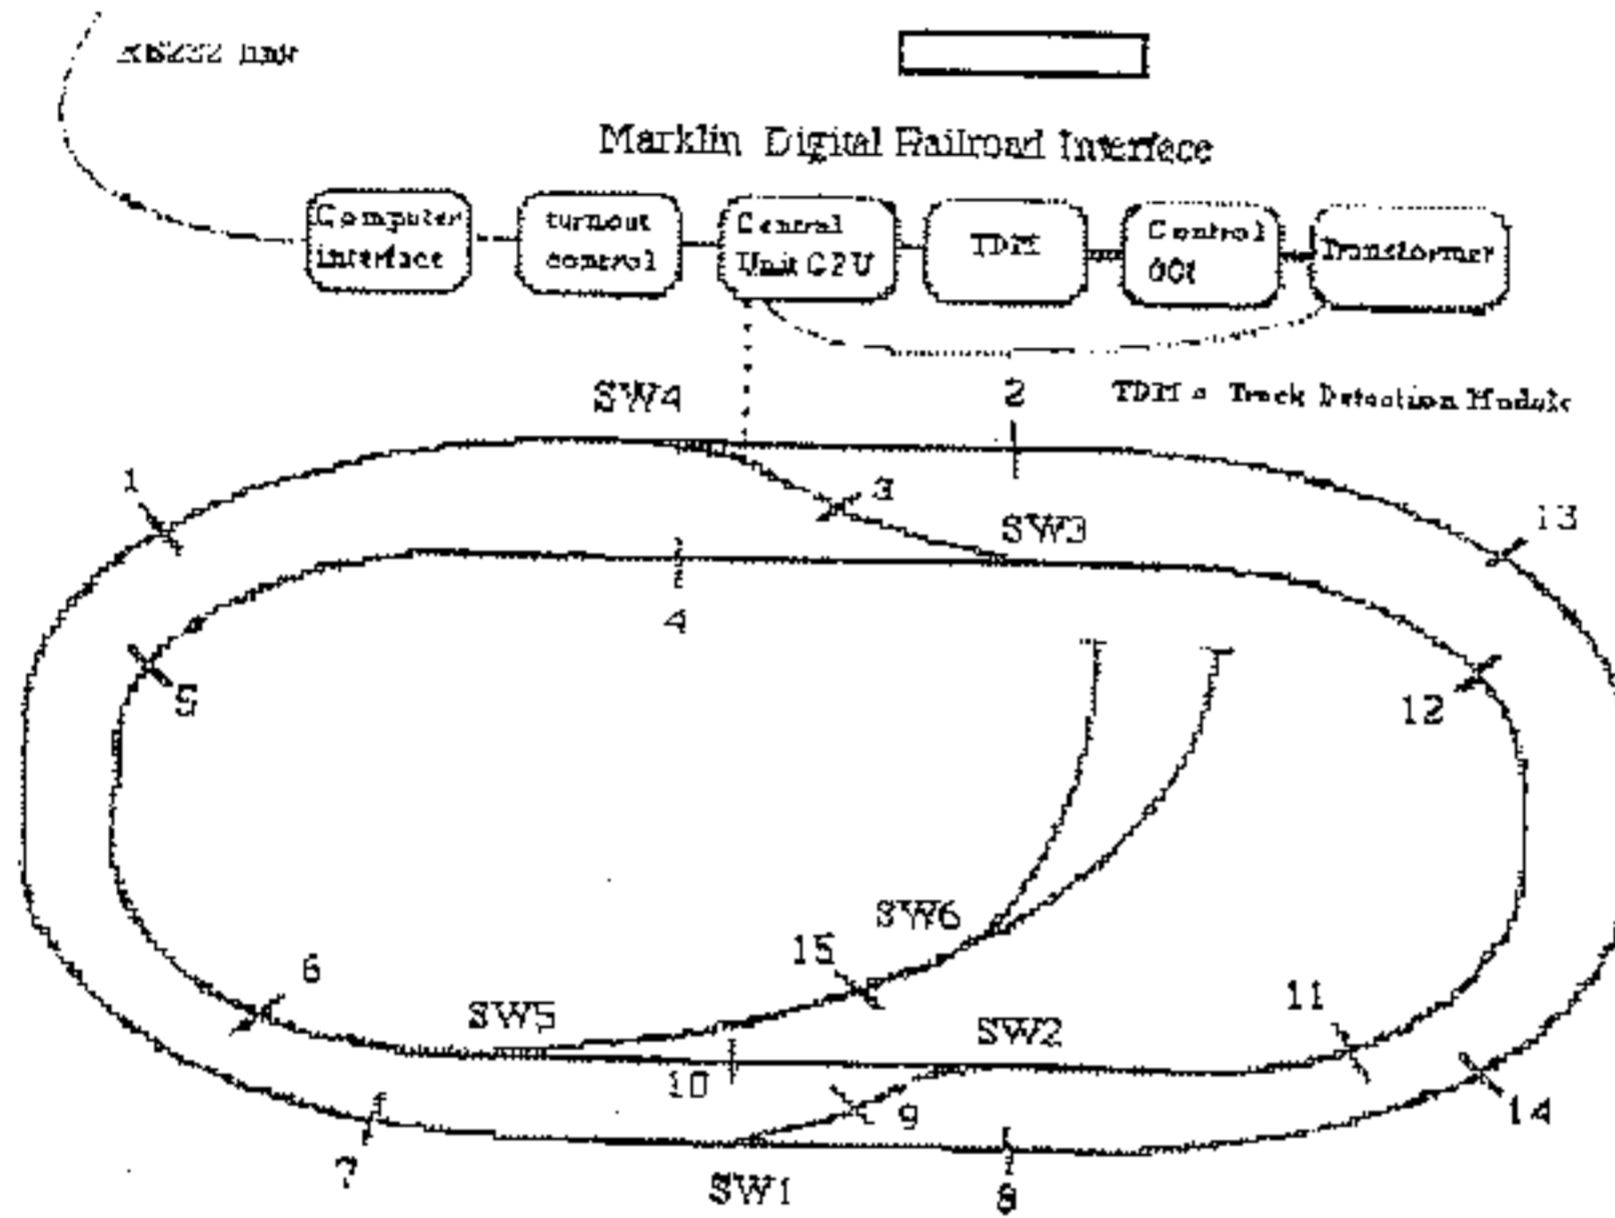 RS232 link
Marklin Digital Railroad Interface
Computer interface
turnout control
Central Unit
TDM
Control
Transformer
TDM = Track Detection Module
SW4
2
1
3
SW3
13
4
5
12
6
15
SW6
SW5
SW2
11
10
9
14
7
SW1
8